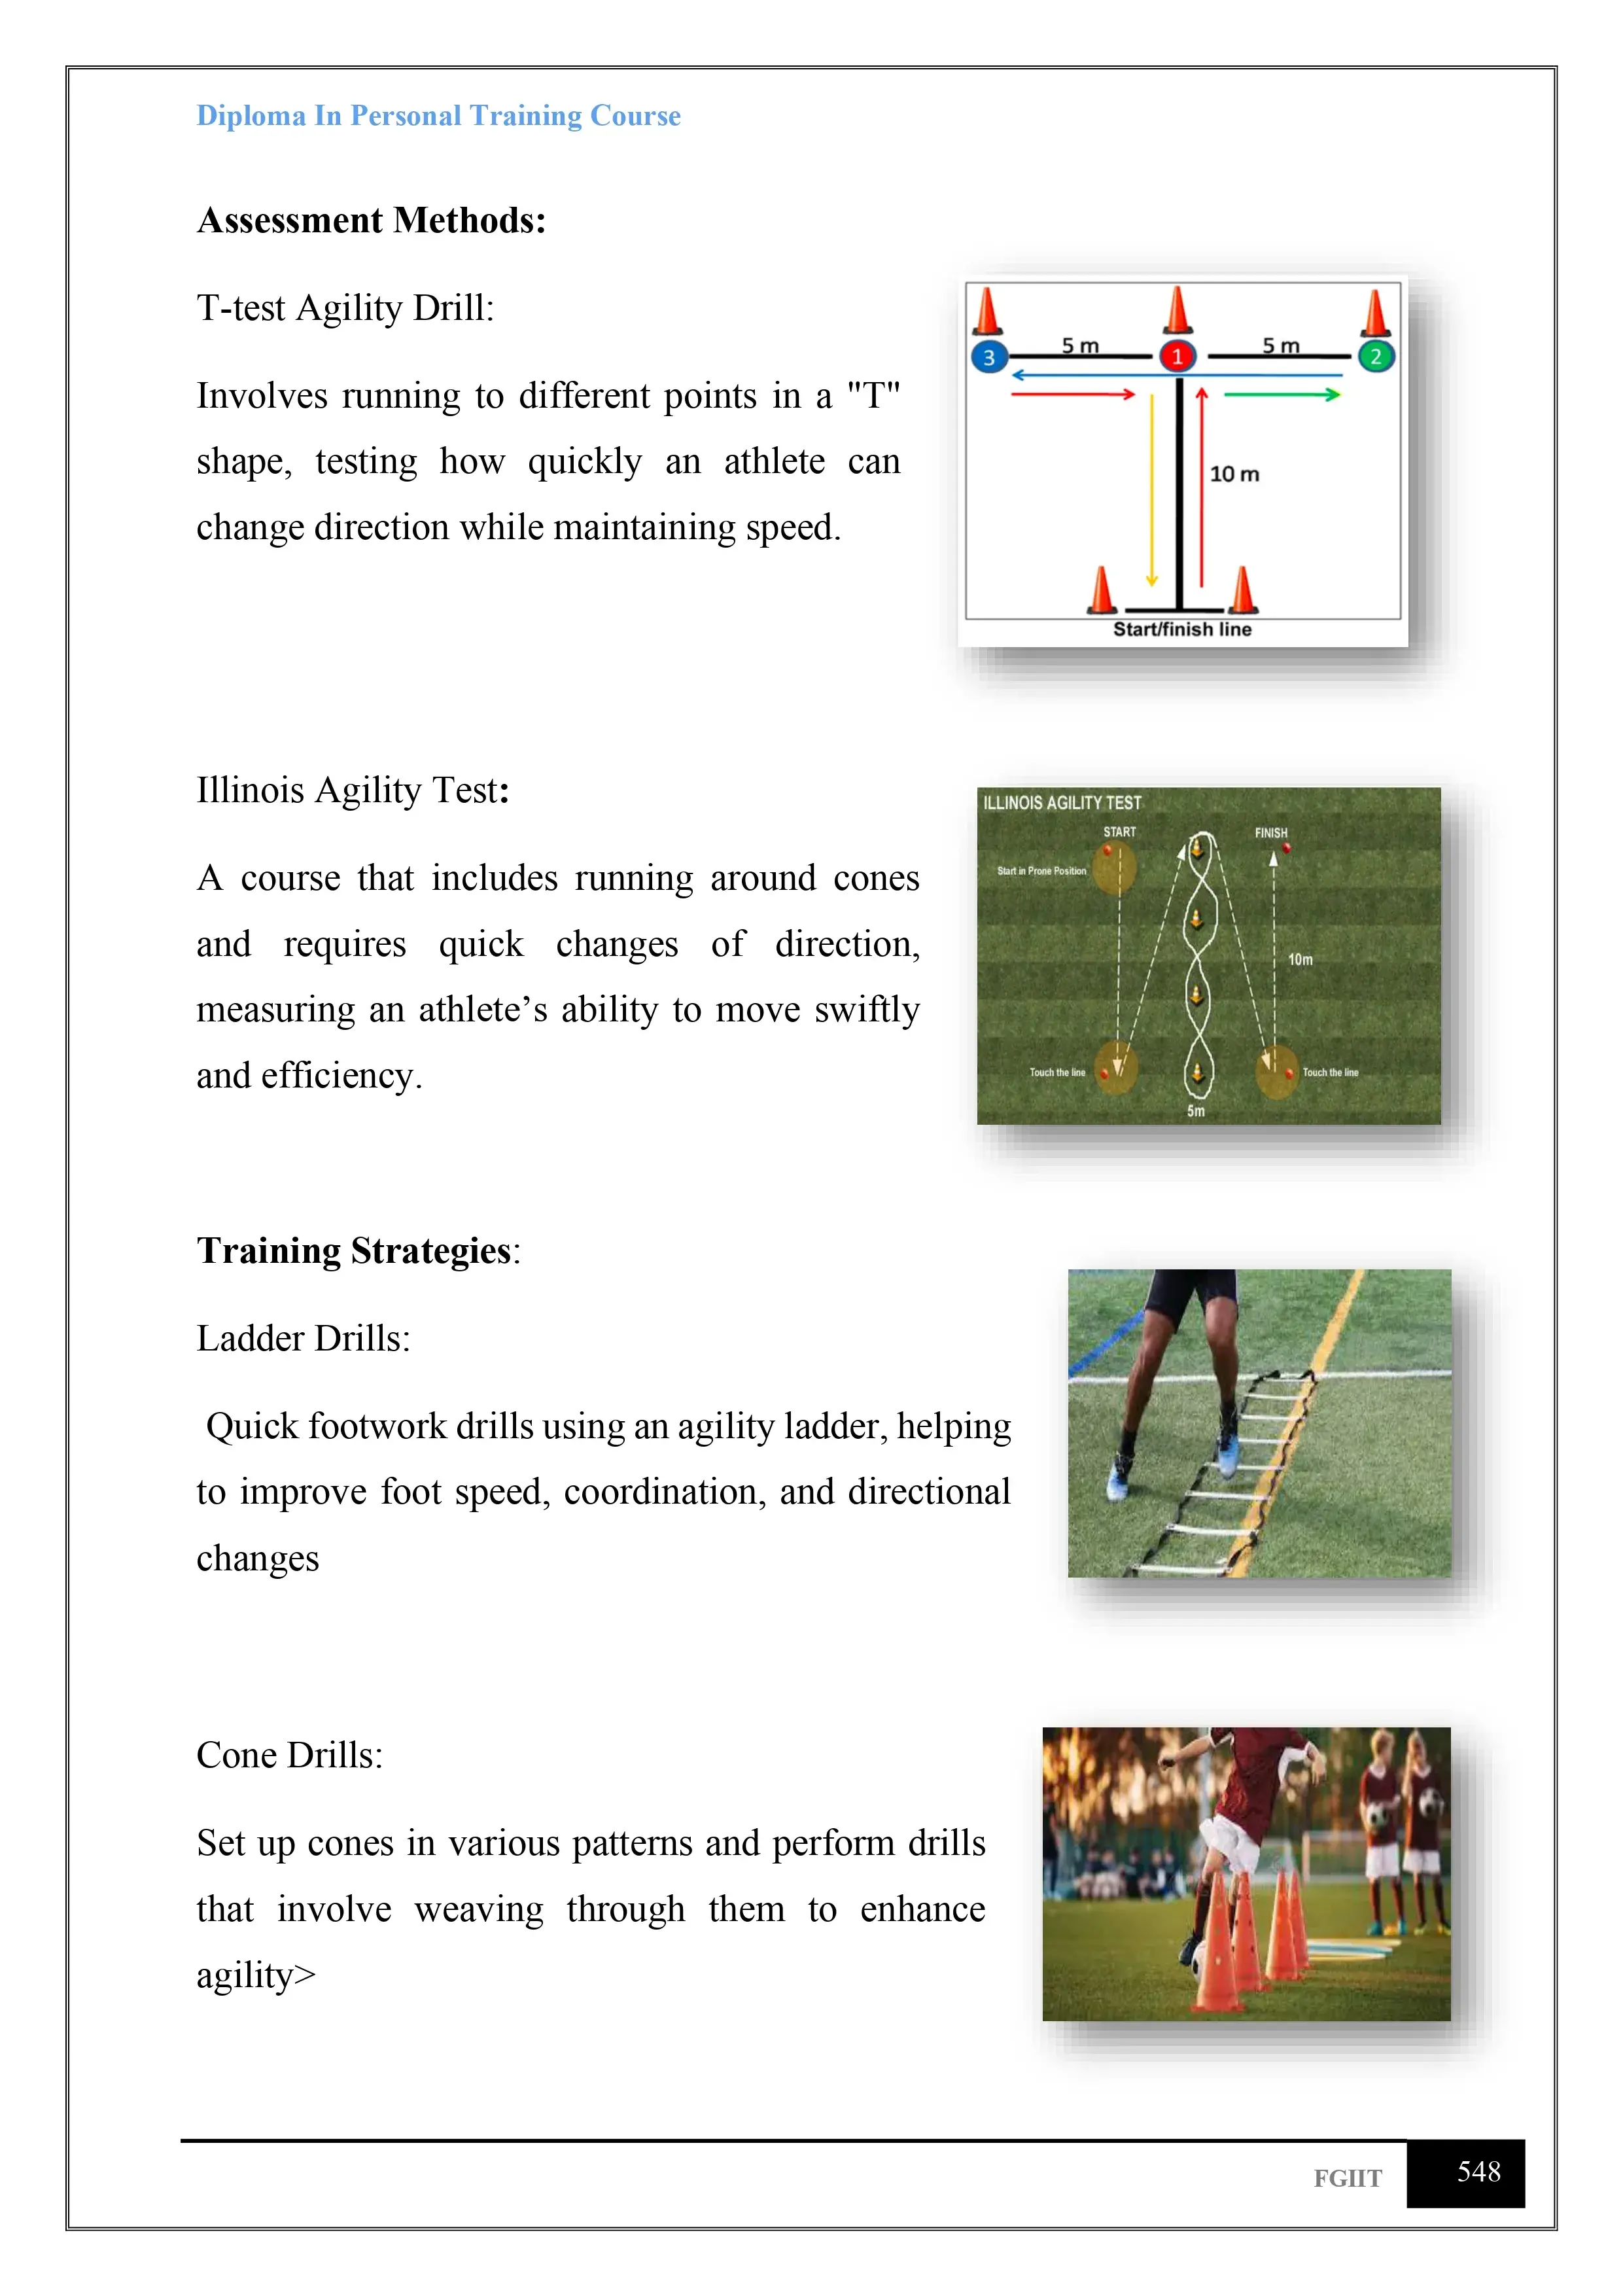 Diploma In Personal Training Course
Assessment Methods:
T-test Agility Drill:
Involves running to different points in a "T"
shape, testing how quickly an athlete can
change direction while maintaining speed.
3
5 m
1
5 m
2
10 m
Start/finish line
Illinois Agility Test:
A course that includes running around cones
and requires quick changes of direction,
measuring an athlete’s ability to move swiftly
and efficiency.
ILLINOIS AGILITY TEST
START
FINISH
Start in Prone Position
10m
Touch the line
Touch the line
5m
Training Strategies:
Ladder Drills:
Quick footwork drills using an agility ladder, helping
to improve foot speed, coordination, and directional
changes
Cone Drills:
Set up cones in various patterns and perform drills
that involve weaving through them to enhance
agility>
FGIIT
548